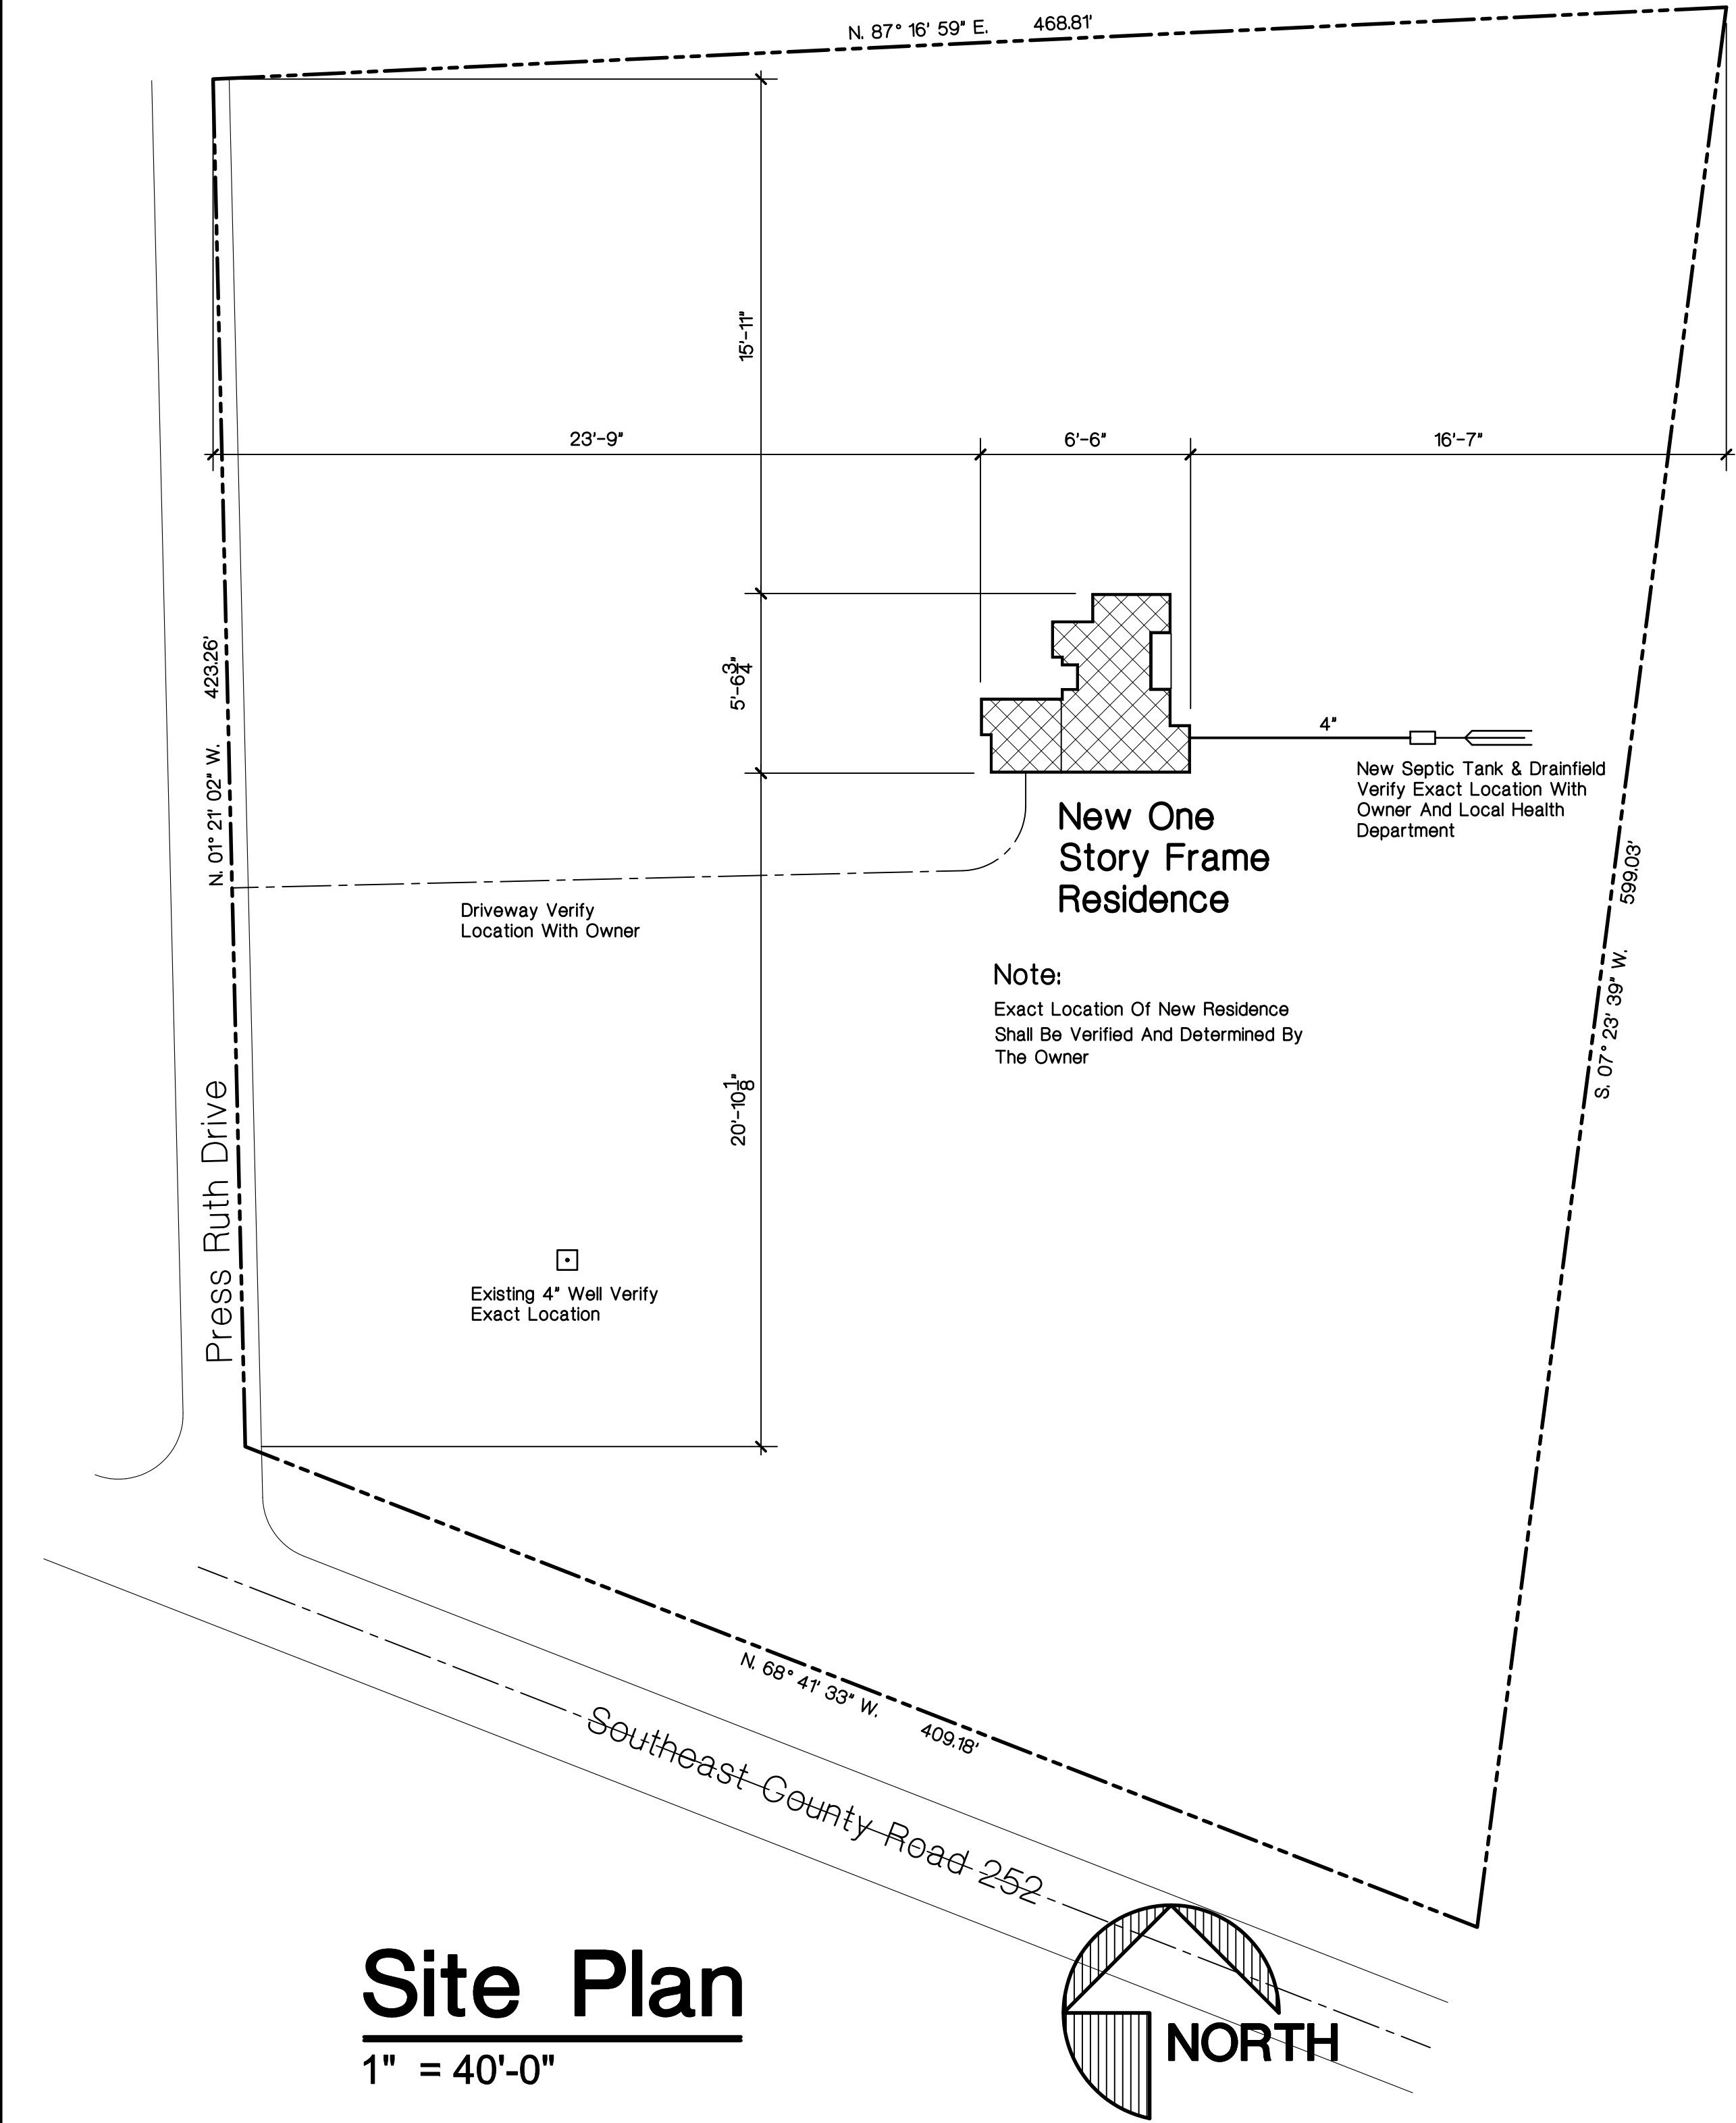 N. 87° 16' 59" E. 468.81'
15'-11"
23'-9"
6'-6"
16'-7"
N. 01° 21' 02" W. 423.26'
5'-6 3/4"
4"
New Septic Tank & Drainfield
Verify Exact Location With
Owner And Local Health
Department
New One
Story Frame
Residence
S. 07° 23' 39" W. 599.03'
Driveway Verify
Location With Owner
Note:
Exact Location Of New Residence
Shall Be Verified And Determined By
The Owner
20'-10 1/8"
Press Ruth Drive
Existing 4" Well Verify
Exact Location
N. 68° 41' 33" W. 409.18'
Southeast County Road 252
Site Plan
1" = 40'-0"
NORTH